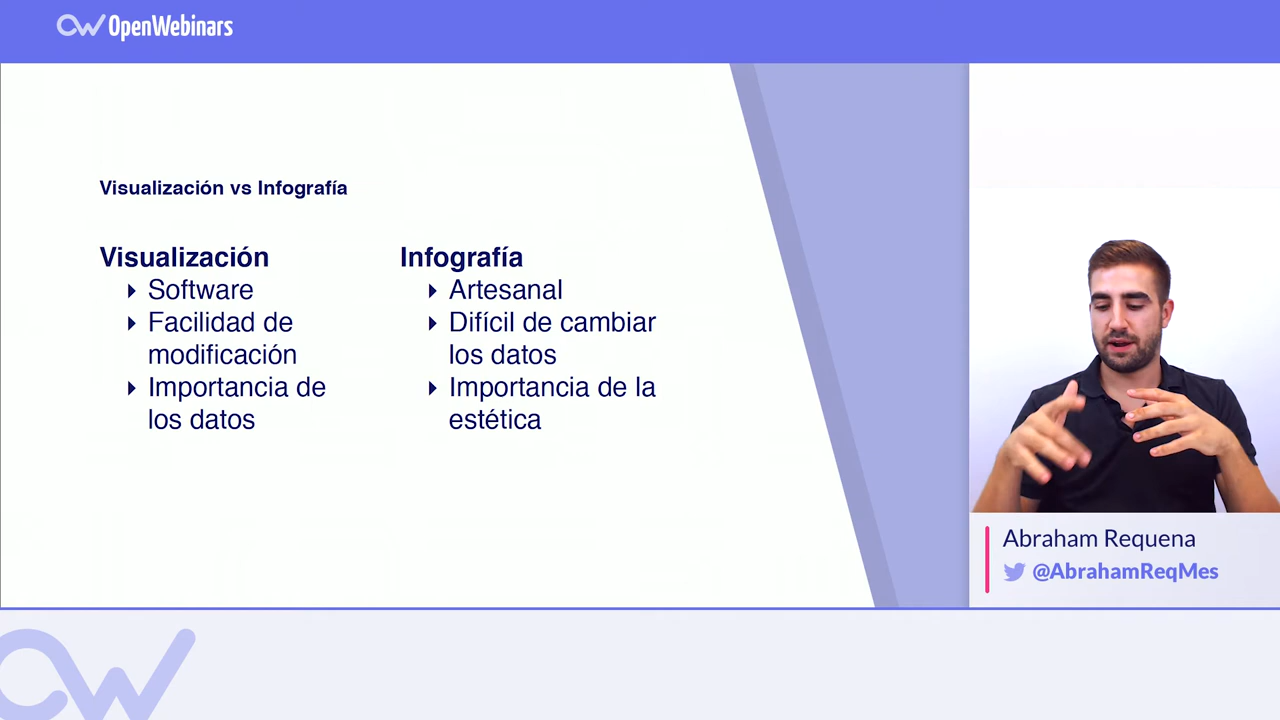 OpenWebinars
Visualización vs Infografía
Visualización
Software
Facilidad de
modificación
Importancia de
los datos
Infografía
Artesanal
Difícil de cambiar
los datos
Importancia de la
estética
Abraham Requena
@AbrahamReqMes